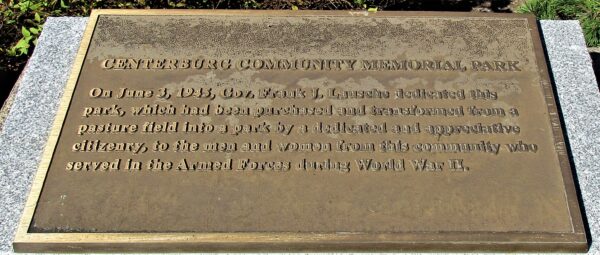 CENTERBURG COMMUNITY MEMORIAL PARK
On June 3, 1945, Gov. Frank J. Lausche dedicated this
park, which had been purchased and transformed from a
pasture field into a park by a dedicated and appreciative
citizenry, to the men and women from this community who
served in the Armed Forces during World War II.